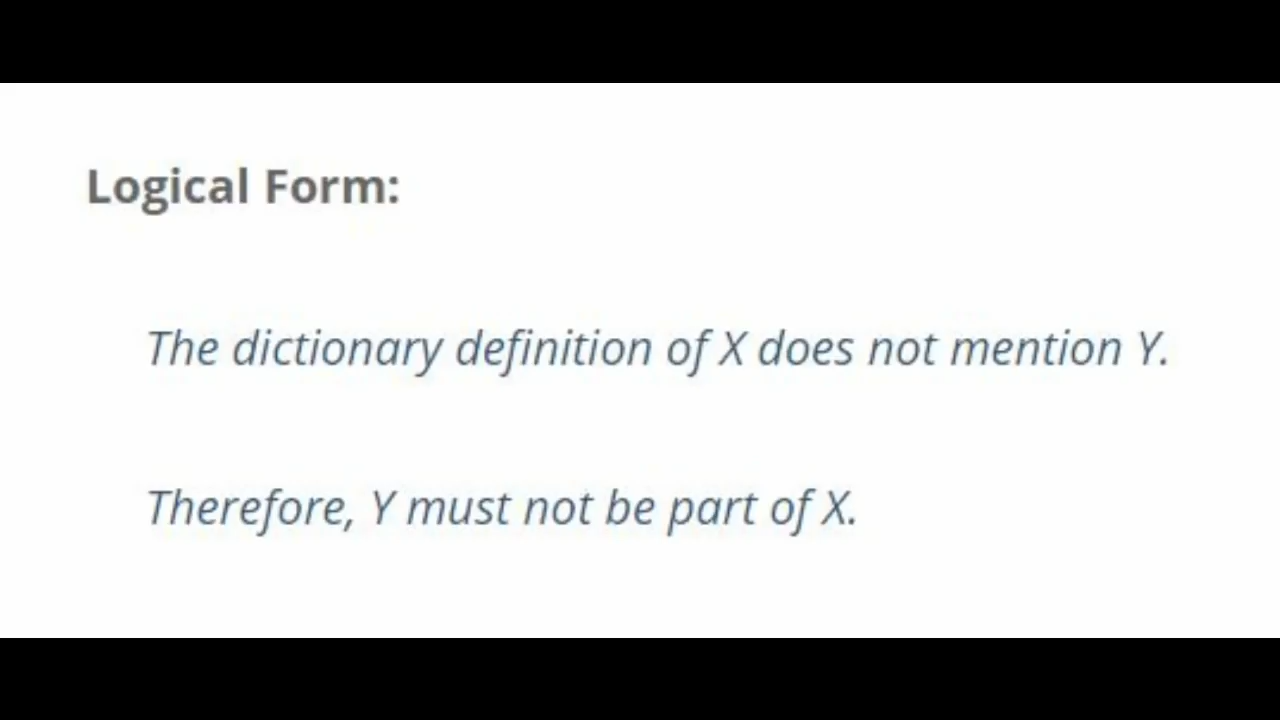 Logical Form:
The dictionary definition of X does not mention Y.
Therefore, Y must not be part of X.